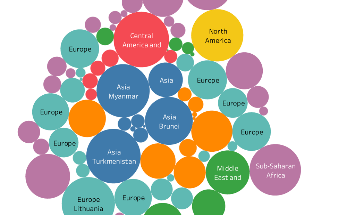 North
America
Central
America and
Europe
Asia
Myanmar
Asia
Europe
Europe
Europe
Asia
Brunei
Europe
Europe
Asia
Turkmenistan
Middle
East and
Sub-Saharan
Africa
Europe
Lithuania
Europe